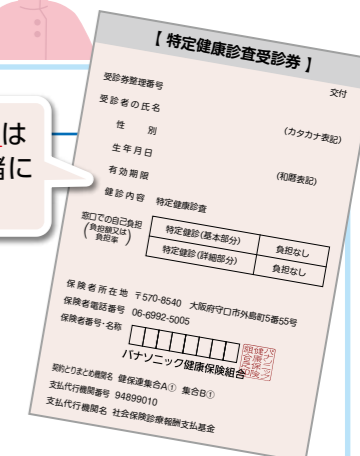 は
緒に
【 特定健康診査受診券 】
交付
受診券整理番号
受診者の氏名
(カタカナ表記)
性 別
生年月日
(和暦表記)
有効期限
健診内容 特定健康診査
窓口での自己負担
(負担額又は
負担率)
特定健診(基本部分) 負担なし
特定健診(詳細部分) 負担なし
保険者所在地 〒570-8540 大阪府守口市外島町5番55号
保険者電話番号 06-6992-5005
保険者番号・名称
パナソニック健康保険組合
契約とりまとめ機関名 健保連集合A① 集合B①
支払代行機関番号 94899010
支払代行機関名 社会保険診療報酬支払基金